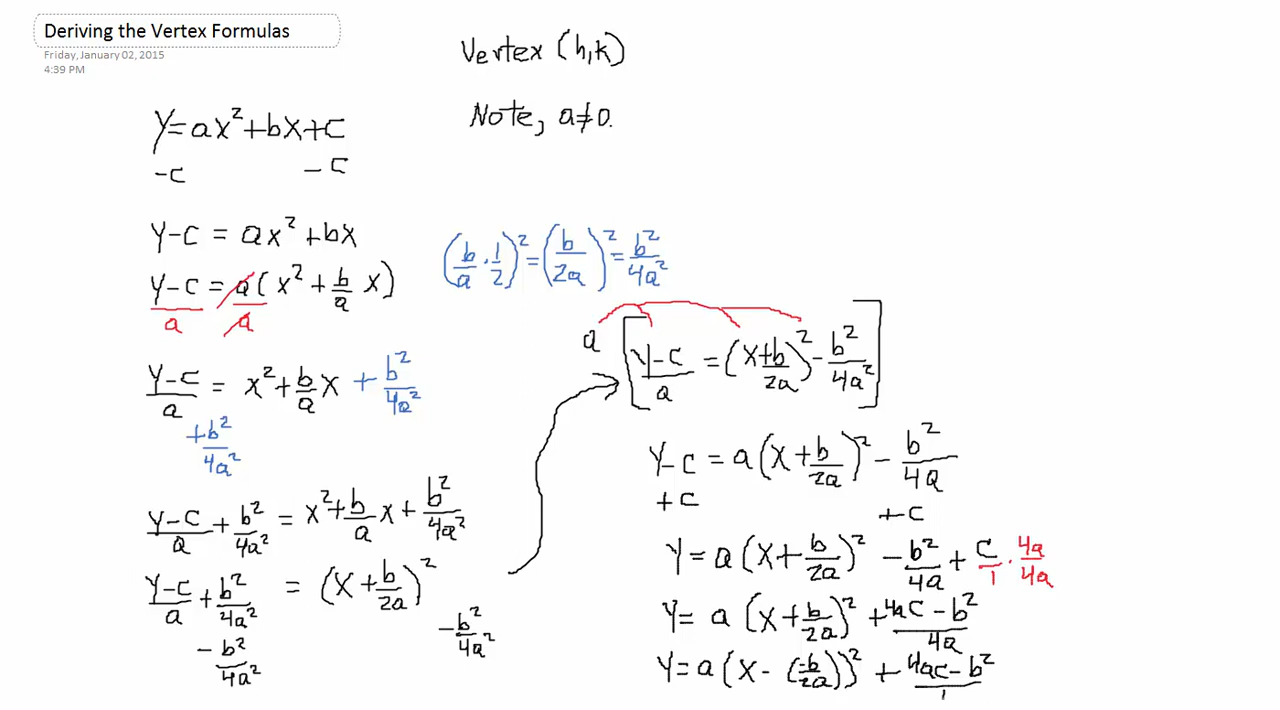 Deriving the Vertex Formulas
Friday, January 02, 2015
4:39 PM
Vertex (h,k)
Note, a≠0.
Y=ax²+bx+c
-c -c
Y-c = ax²+bx
Y-c = a(x²+b/a x)
a a
(b/a · 1/2)² = (b/2a)² = b²/4a²
(Y-c)/a = x²+b/a x + b²/4a²
+b²/4a²
(Y-c)/a + b²/4a² = x²+b/a x + b²/4a²
(Y-c)/a + b²/4a² = (x+b/2a)²
-b²/4a² -b²/4a²
a[(Y-c)/a = (x+b/2a)² - b²/4a²]
Y-c = a(x+b/2a)² - b²/4a
+c +c
Y = a(x+b/2a)² - b²/4a + c/1 · 4a/4a
Y = a(x+b/2a)² + (4ac-b²)/4a
Y = a(x-(-b/2a))² + 4ac-b²